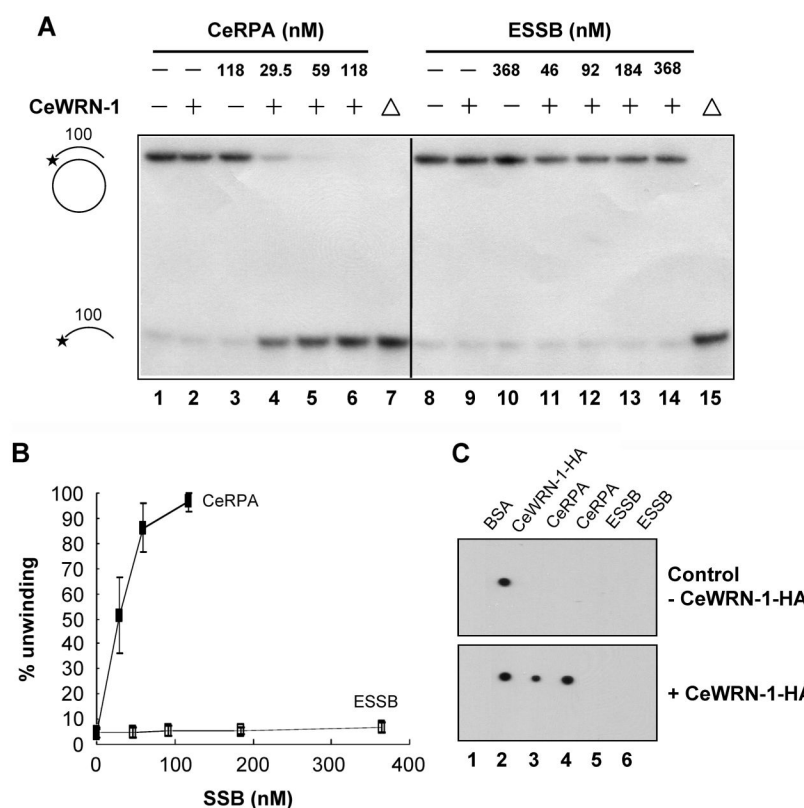 A
CeRPA (nM) ESSB (nM)
— — 118 29.5 59 118 — — 368 46 92 184 368
CeWRN-1 — + — + + + △ — + — + + + + △
100
100
1 2 3 4 5 6 7 8 9 10 11 12 13 14 15
B
% unwinding
100
90
80
70
60
50
40
30
20
10
0
CeRPA
ESSB
0 100 200 300 400
SSB (nM)
C
BSA CeWRN-1-HA CeRPA CeRPA ESSB ESSB
Control
- CeWRN-1-HA
+ CeWRN-1-HA
1 2 3 4 5 6